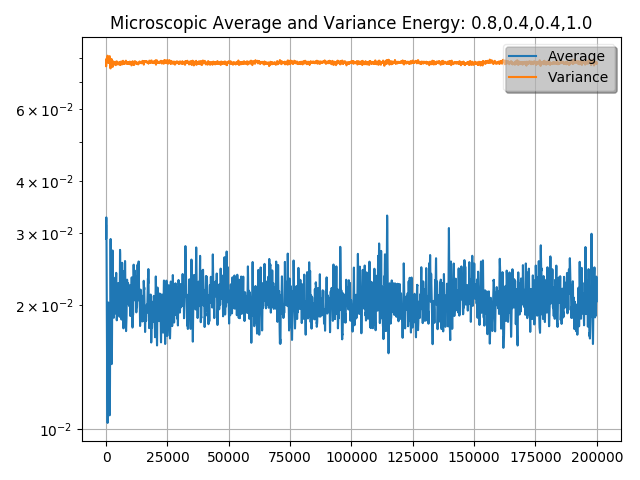 Microscopic Average and Variance Energy: 0.8,0.4,0.4,1.0
Average
Variance
6 × 10⁻²
4 × 10⁻²
3 × 10⁻²
2 × 10⁻²
10⁻²
0 25000 50000 75000 100000 125000 150000 175000 200000